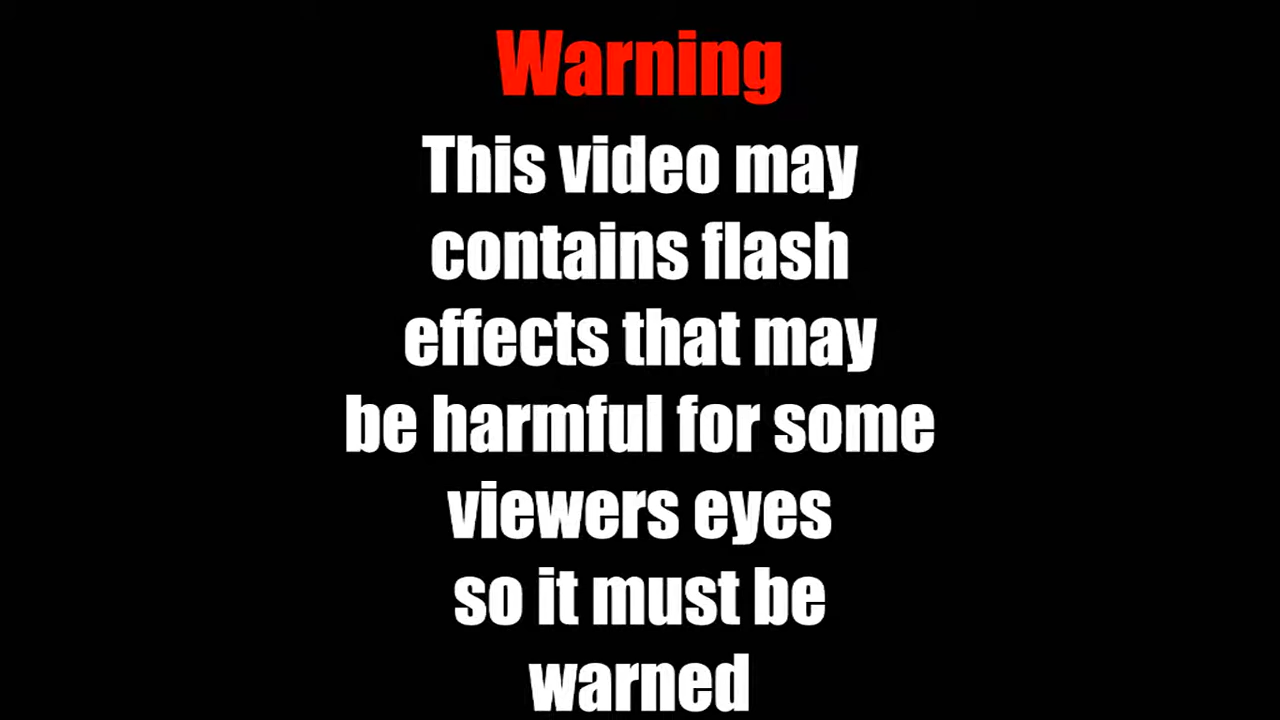 Warning
This video may
contains flash
effects that may
be harmful for some
viewers eyes
so it must be
warned